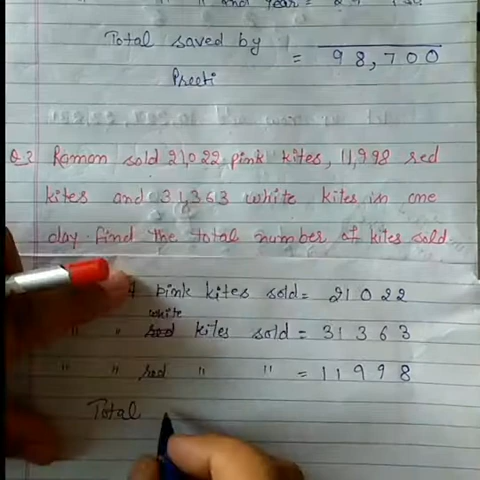 Total saved by
Preeti = 98,700
Q.2 Raman sold 21,022 pink kites, 11,998 red
kites and 31,363 white kites in one
day. Find the total number of kites sold.
pink kites sold = 21022
white
" " kites sold = 31363
" " red " " = 11998
Total